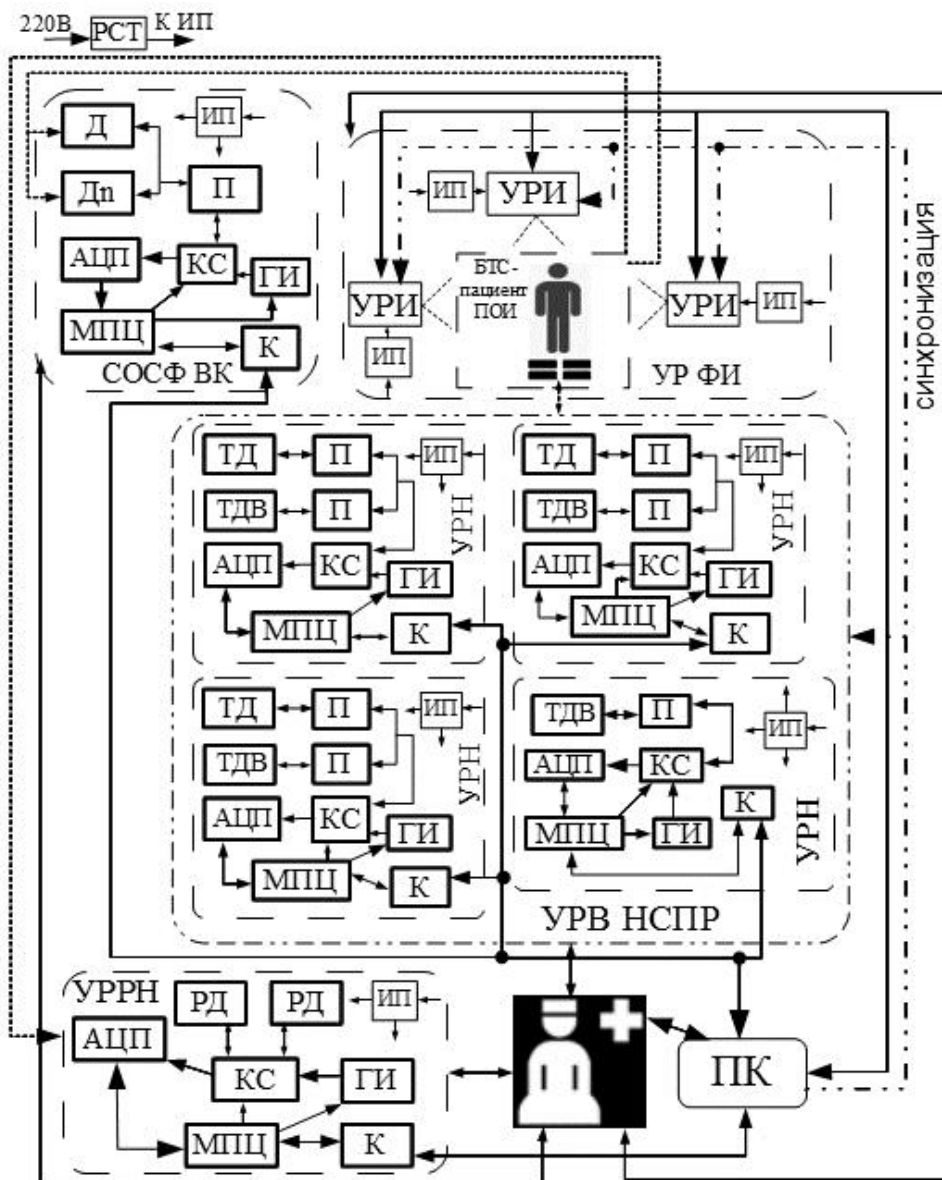 220В
РСТ
К ИП
Д
ИП
Дn
П
АЦП
КС
ГИ
МПЦ
К
СОСФ ВК
ИП
УРИ
БТС-
пациент
ПОИ
УРИ
УРИ
ИП
ИП
УР ФИ
синхронизация
ТД
П
ИП
ТДВ
П
УРН
АЦП
КС
ГИ
МПЦ
К
ТД
П
ИП
ТДВ
П
УРН
АЦП
КС
ГИ
МПЦ
К
ТД
П
ИП
ТДВ
П
УРН
АЦП
КС
ГИ
МПЦ
К
ТДВ
П
ИП
АЦП
КС
К
МПЦ
ГИ
УРН
УРВ НСПР
УРРН
РД
РД
ИП
АЦП
КС
ГИ
МПЦ
К
ПК